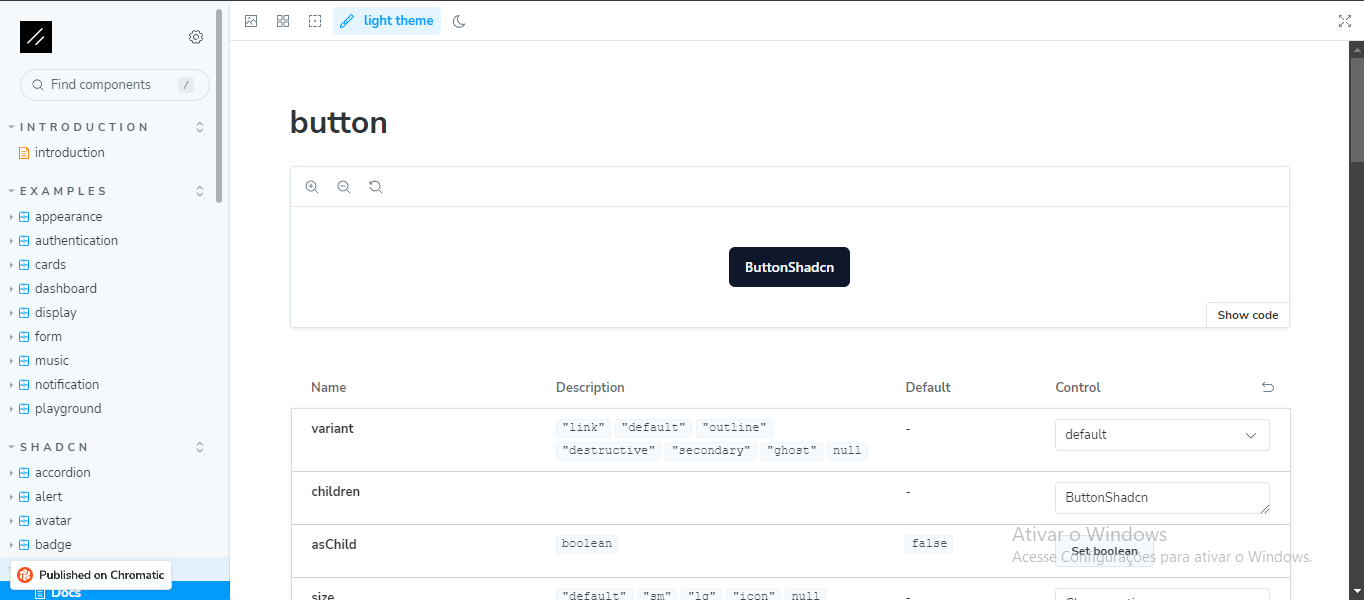 light theme
Find components /
INTRODUCTION
introduction
EXAMPLES
appearance
authentication
cards
dashboard
display
form
music
notification
playground
SHADCN
accordion
alert
avatar
badge
Published on Chromatic
Docs
button
ButtonShadcn
Show code
Name Description Default Control
variant "link" "default" "outline" - default
"destructive" "secondary" "ghost" null
children - ButtonShadcn
asChild boolean false Set boolean
size "default" "sm" "lg" "icon" null -
Ativar o Windows
Acesse Configurações para ativar o Windows.